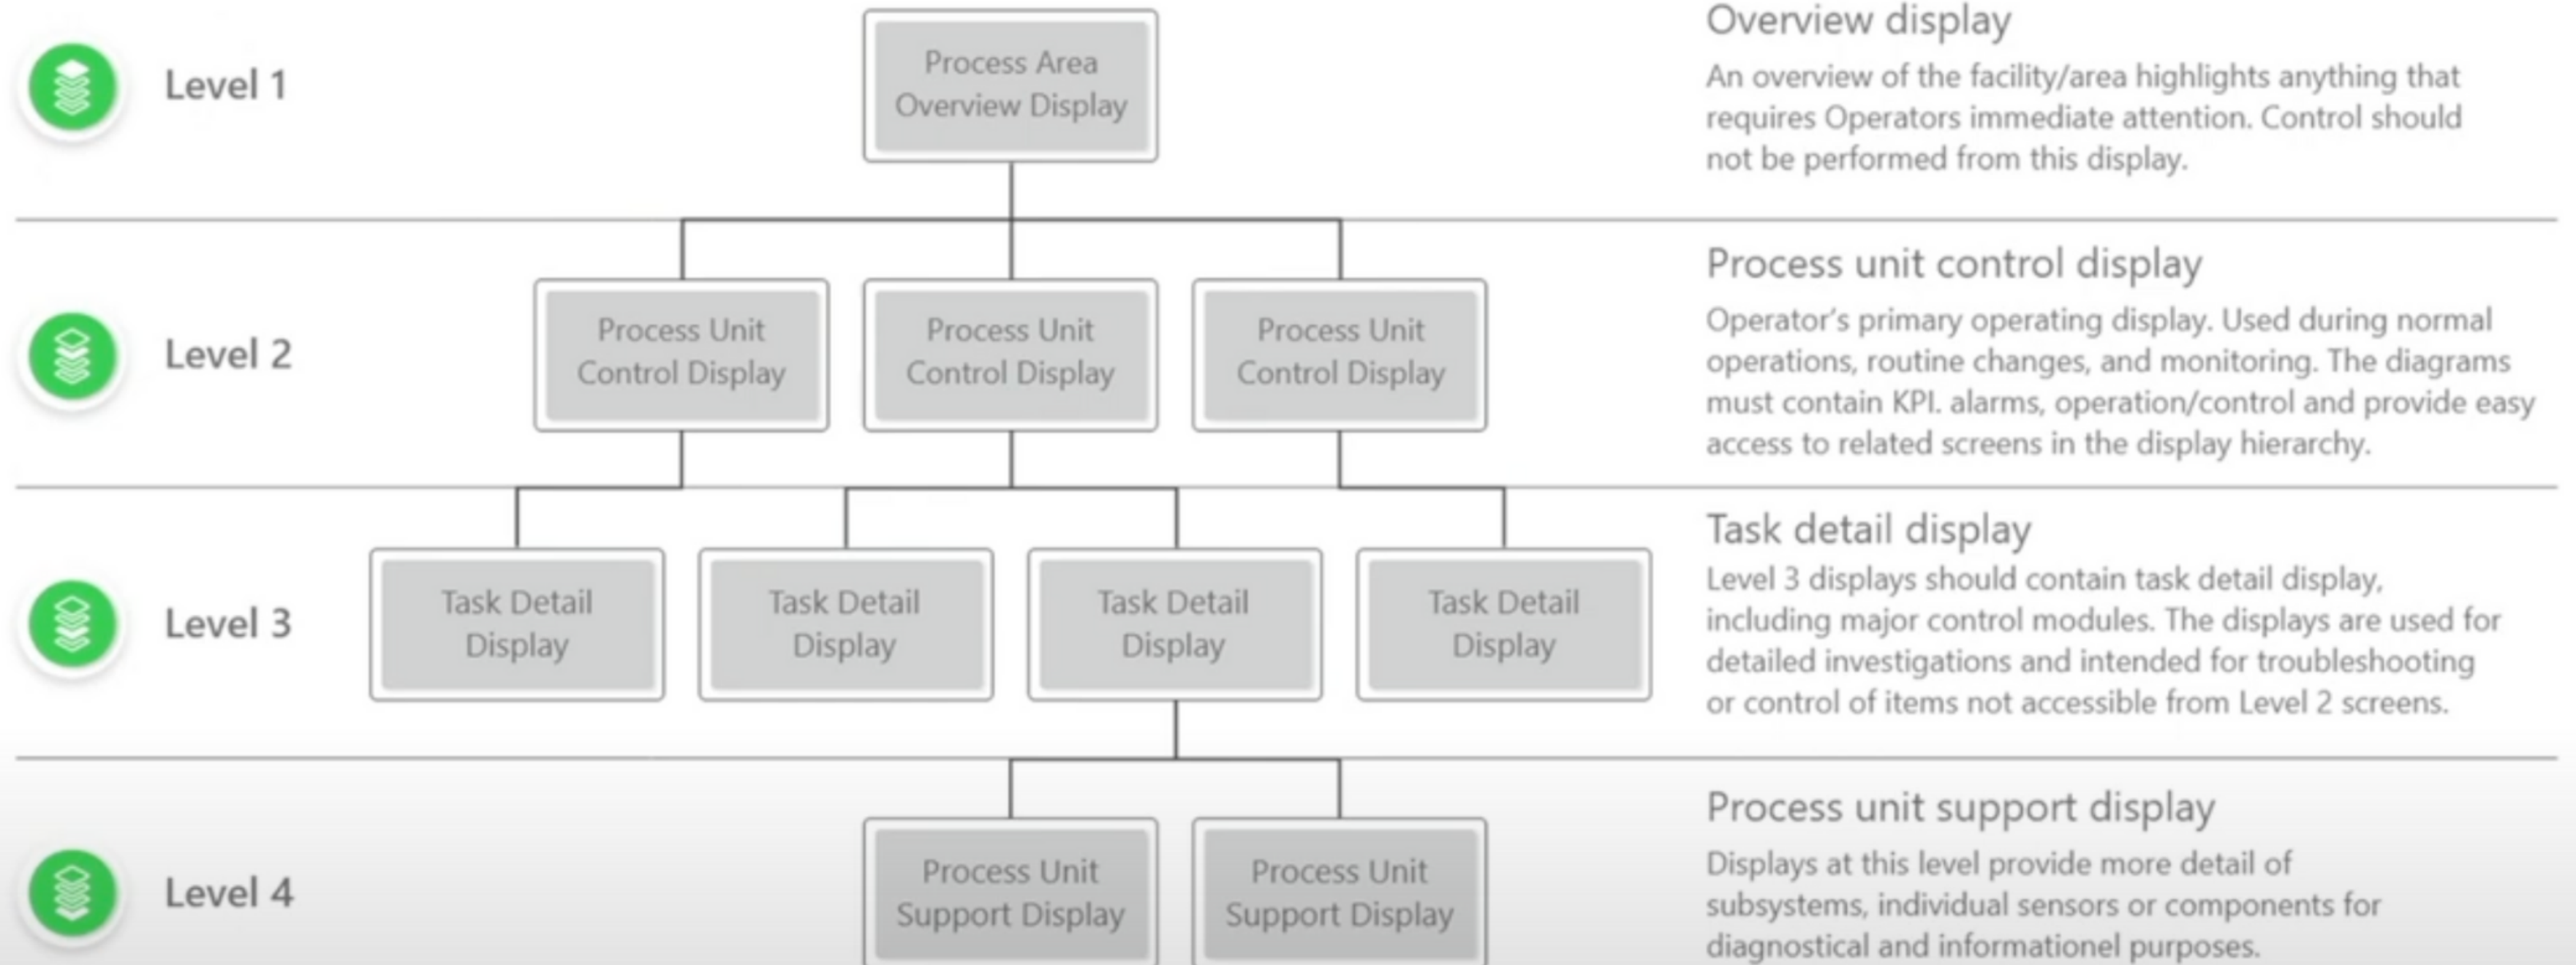 Level 1
Process Area
Overview Display
Overview display
An overview of the facility/area highlights anything that
requires Operators immediate attention. Control should
not be performed from this display.
Level 2
Process Unit
Control Display
Process Unit
Control Display
Process Unit
Control Display
Process unit control display
Operator's primary operating display. Used during normal
operations, routine changes, and monitoring. The diagrams
must contain KPI. alarms, operation/control and provide easy
access to related screens in the display hierarchy.
Level 3
Task Detail
Display
Task Detail
Display
Task Detail
Display
Task Detail
Display
Task detail display
Level 3 displays should contain task detail display,
including major control modules. The displays are used for
detailed investigations and intended for troubleshooting
or control of items not accessible from Level 2 screens.
Level 4
Process Unit
Support Display
Process Unit
Support Display
Process unit support display
Displays at this level provide more detail of
subsystems, individual sensors or components for
diagnostical and informationel purposes.